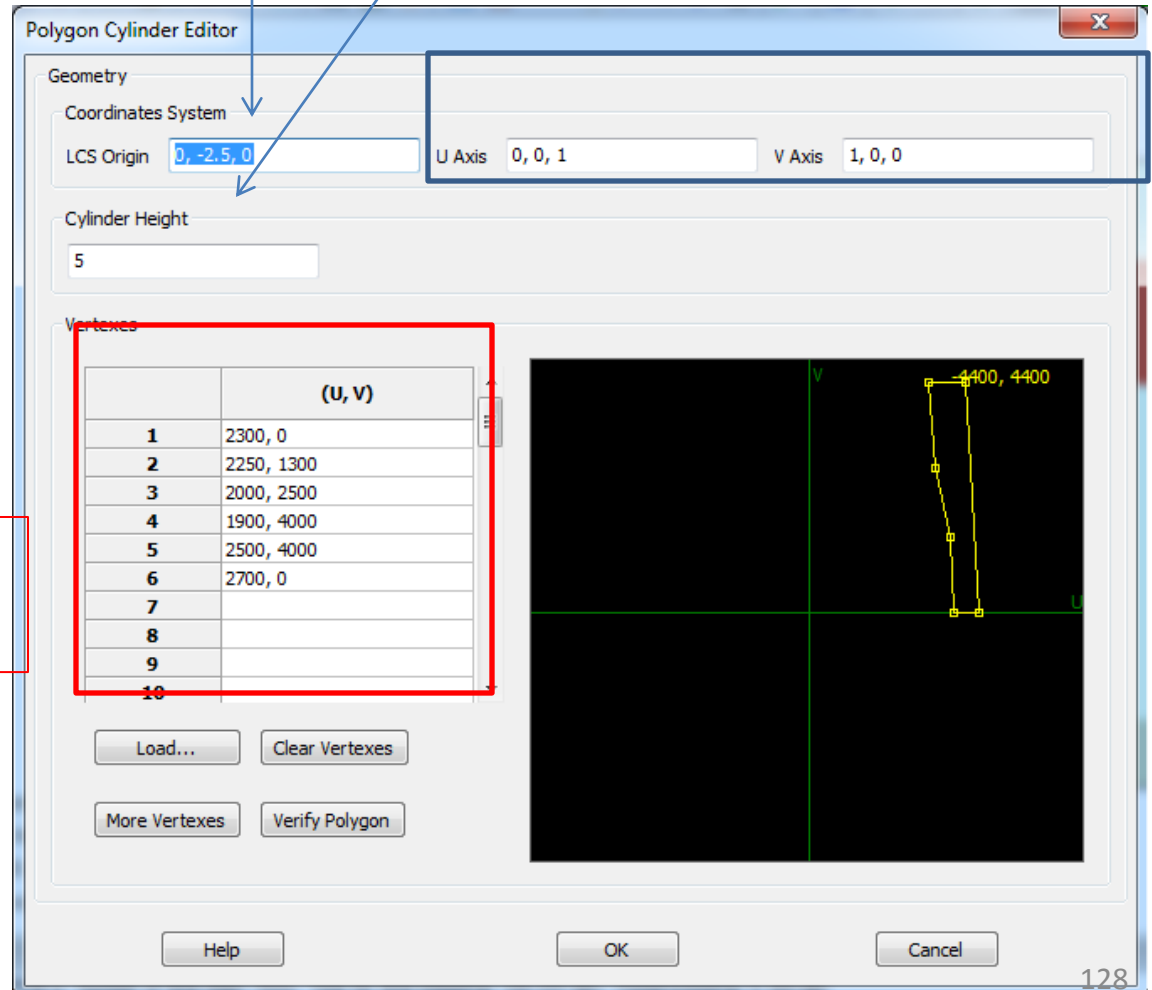 Polygon Cylinder Editor
Geometry
Coordinates System
LCS Origin 0, -2.5, 0 U Axis 0, 0, 1 V Axis 1, 0, 0
Cylinder Height
5
Vertexes
(U, V)
1 2300, 0
2 2250, 1300
3 2000, 2500
4 1900, 4000
5 2500, 4000
6 2700, 0
7
8
9
10
V
-4400, 4400
U
Load... Clear Vertexes
More Vertexes Verify Polygon
Help OK Cancel
128